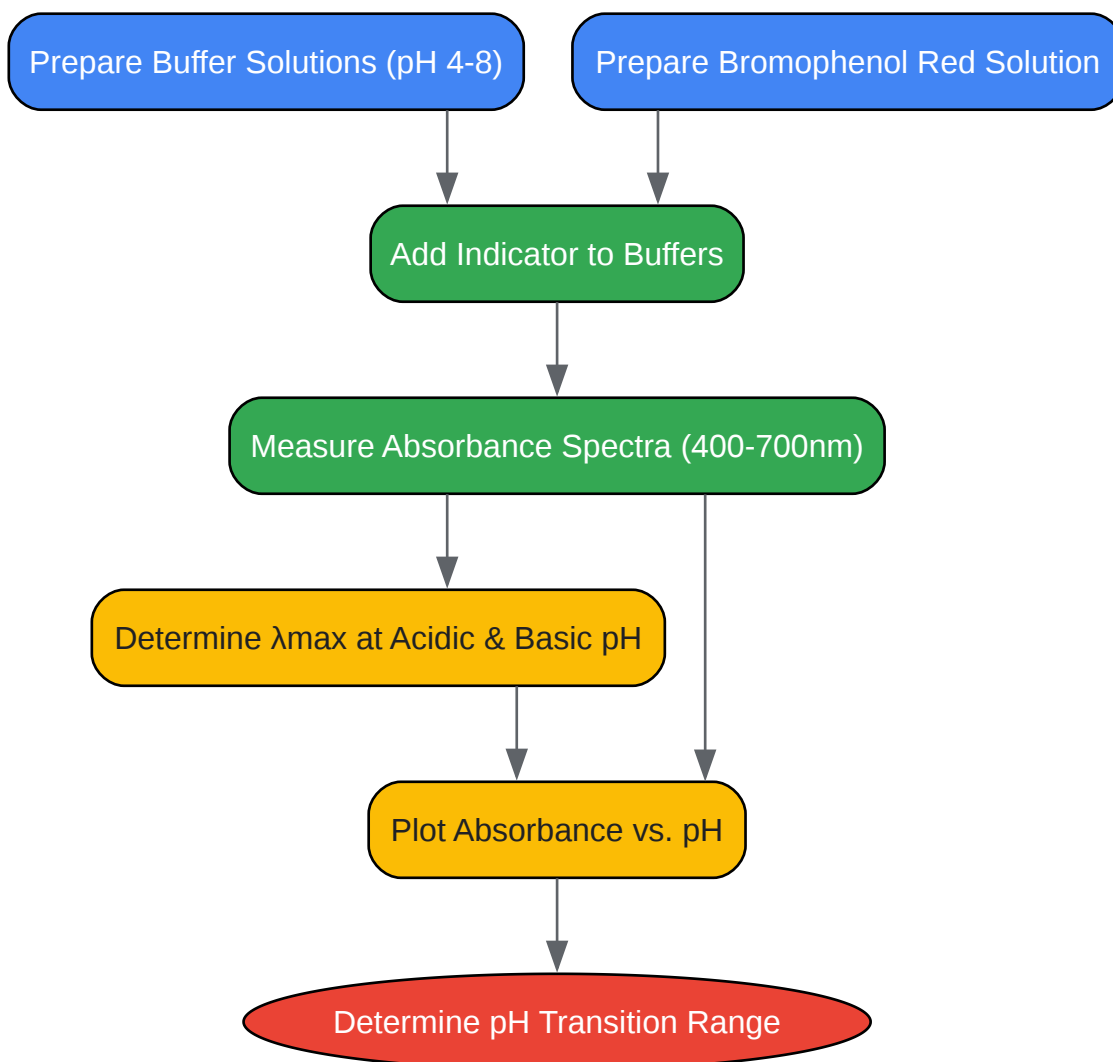 Prepare Buffer Solutions (pH 4-8)
Prepare Bromophenol Red Solution
Add Indicator to Buffers
Measure Absorbance Spectra (400-700nm)
Determine λmax at Acidic & Basic pH
Plot Absorbance vs. pH
Determine pH Transition Range